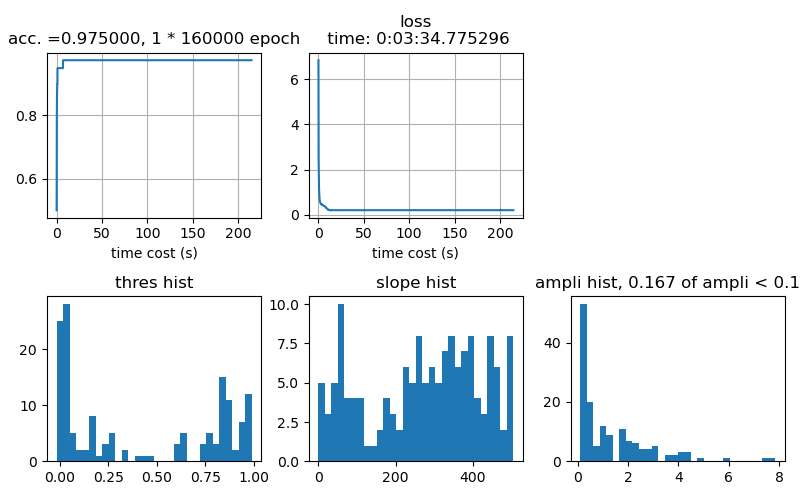 acc. =0.975000, 1 * 160000 epoch
0.8
0.6
0 50 100 150 200
time cost (s)
loss
time: 0:03:34.775296
6
4
2
0
0 50 100 150 200
time cost (s)
thres hist
20
10
0
0.00 0.25 0.50 0.75 1.00
slope hist
10.0
7.5
5.0
2.5
0.0
0 200 400
ampli hist, 0.167 of ampli < 0.1
40
20
0
0 2 4 6 8